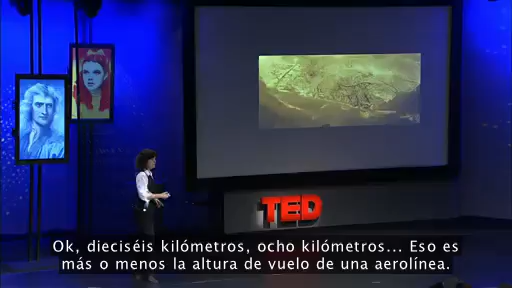 TED
Ok, dieciséis kilómetros, ocho kilómetros... Eso es
más o menos la altura de vuelo de una aerolínea.